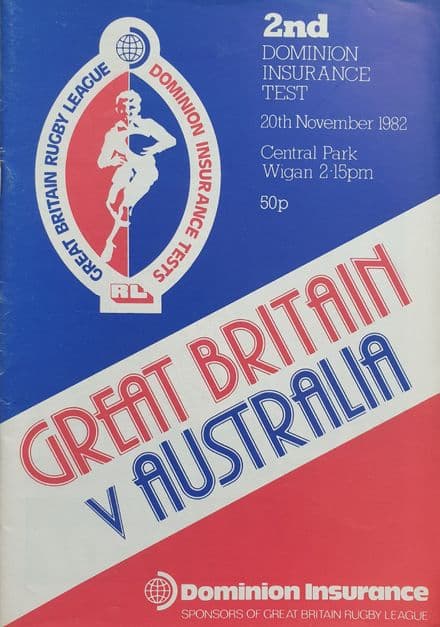 2nd
DOMINION
INSURANCE
TEST
20th November 1982
Central Park
Wigan 2·15pm
50p
GREAT BRITAIN RUGBY LEAGUE
DOMINION INSURANCE TESTS
RL
GREAT BRITAIN
v AUSTRALIA
Dominion Insurance
SPONSORS OF GREAT BRITAIN RUGBY LEAGUE